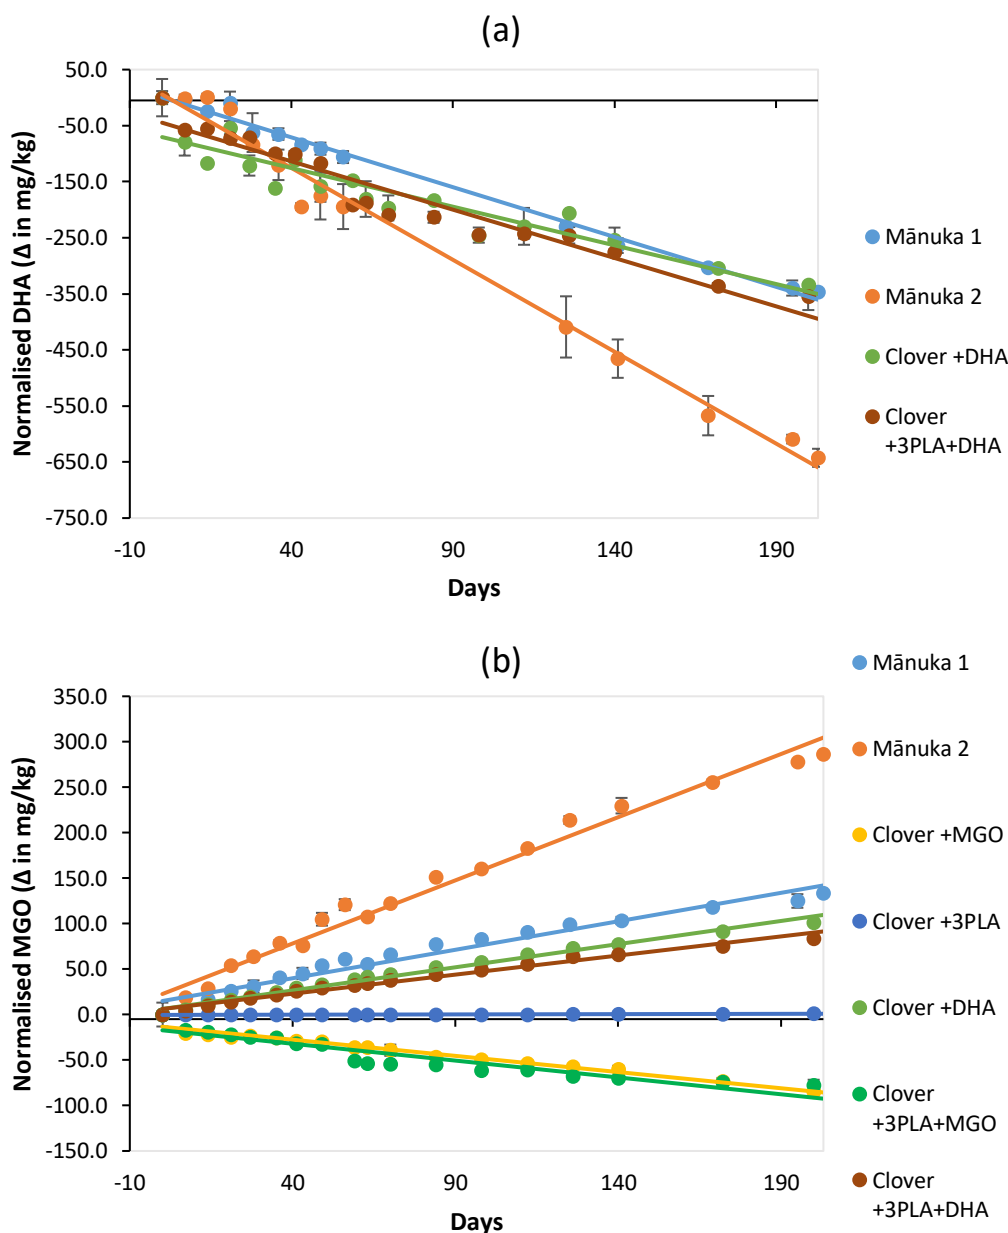 (a)
50.0
-50.0
-150.0
-250.0
-350.0
-450.0
-550.0
-650.0
-750.0
Normalised DHA (Δ in mg/kg)
-10
40
90
140
190
Days
Mānuka 1
Mānuka 2
Clover +DHA
Clover
+3PLA+DHA
(b)
350.0
300.0
250.0
200.0
150.0
100.0
50.0
0.0
-50.0
-100.0
-150.0
Normalised MGO (Δ in mg/kg)
-10
40
90
140
190
Days
Mānuka 1
Mānuka 2
Clover +MGO
Clover +3PLA
Clover +DHA
Clover
+3PLA+MGO
Clover
+3PLA+DHA